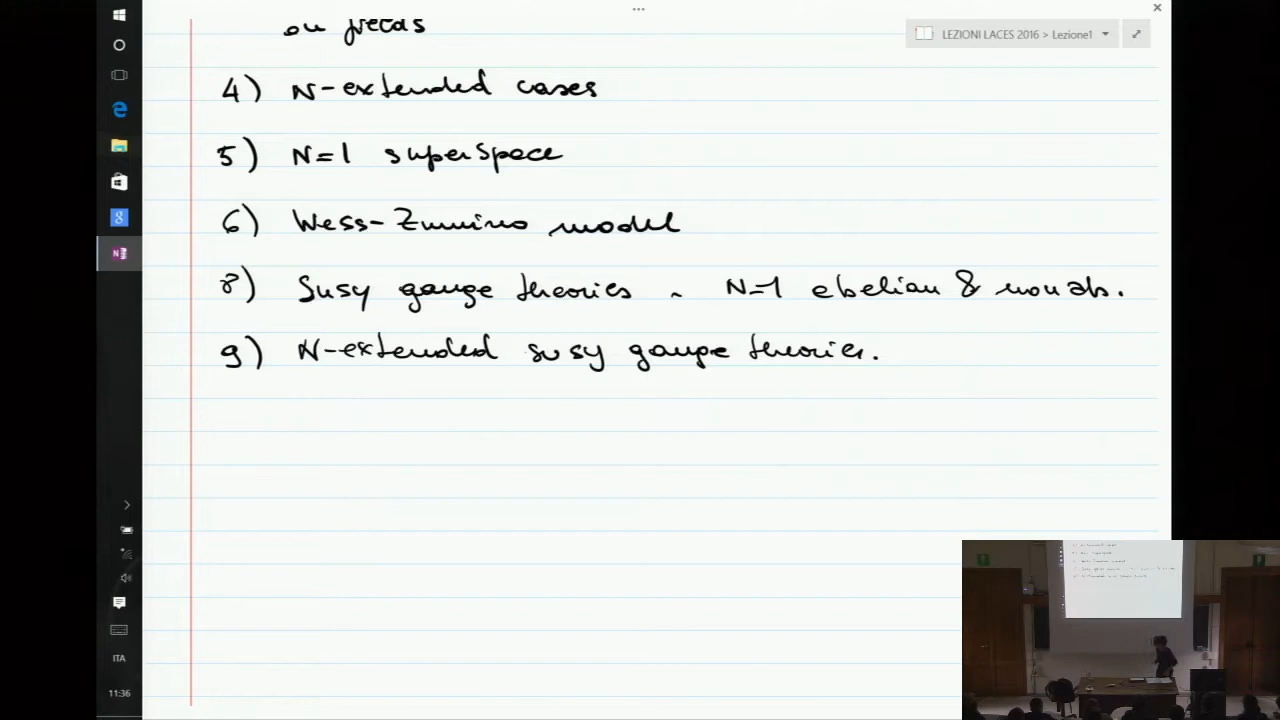 on fields
LEZIONI LACES 2016 > Lezione1
4) N-extended cases
5) N=1 superspace
6) Wess-Zumino model
8) Susy gauge theories - N=1 abelian & nonab.
9) N-extended susy gauge theories.
ITA
11:36